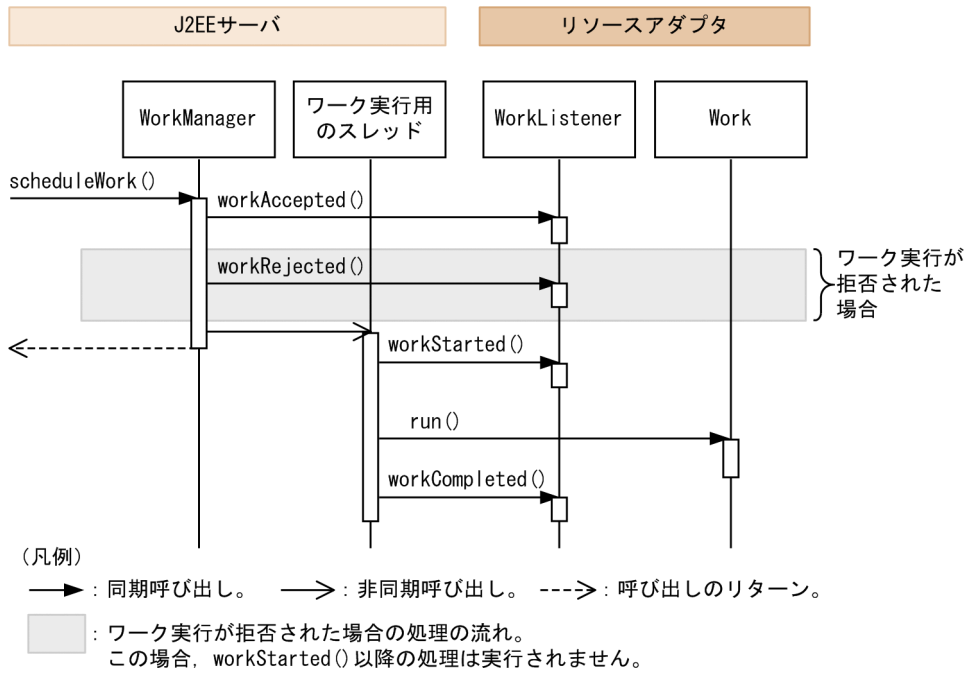 J2EEサーバ
リソースアダプタ
WorkManager
ワーク実行用
のスレッド
WorkListener
Work
scheduleWork()
workAccepted()
workRejected()
ワーク実行が
拒否された
場合
workStarted()
run()
workCompleted()
（凡例）
：同期呼び出し。
：非同期呼び出し。
：呼び出しのリターン。
：ワーク実行が拒否された場合の処理の流れ。
この場合，workStarted()以降の処理は実行されません。